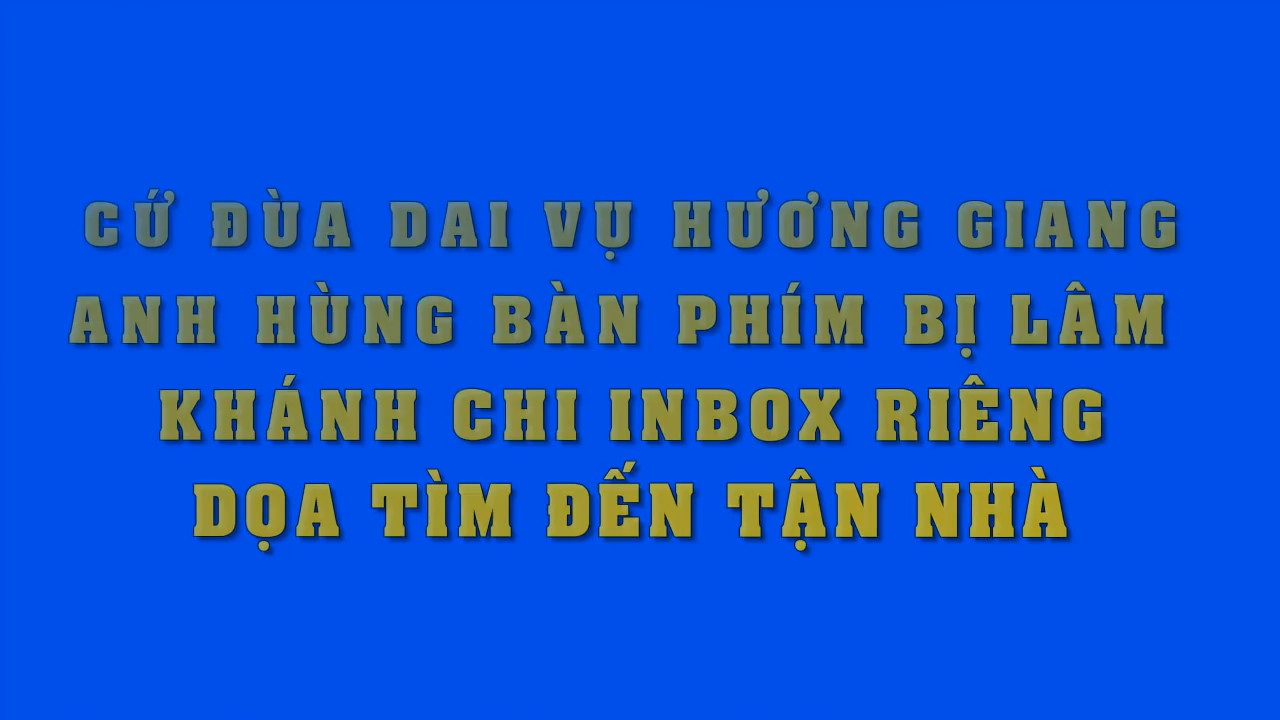 CỨ ĐÙA DAI VỤ HƯƠNG GIANG
ANH HÙNG BÀN PHÍM BỊ LÂM
KHÁNH CHI INBOX RIÊNG
DỌA TÌM ĐẾN TẬN NHÀ